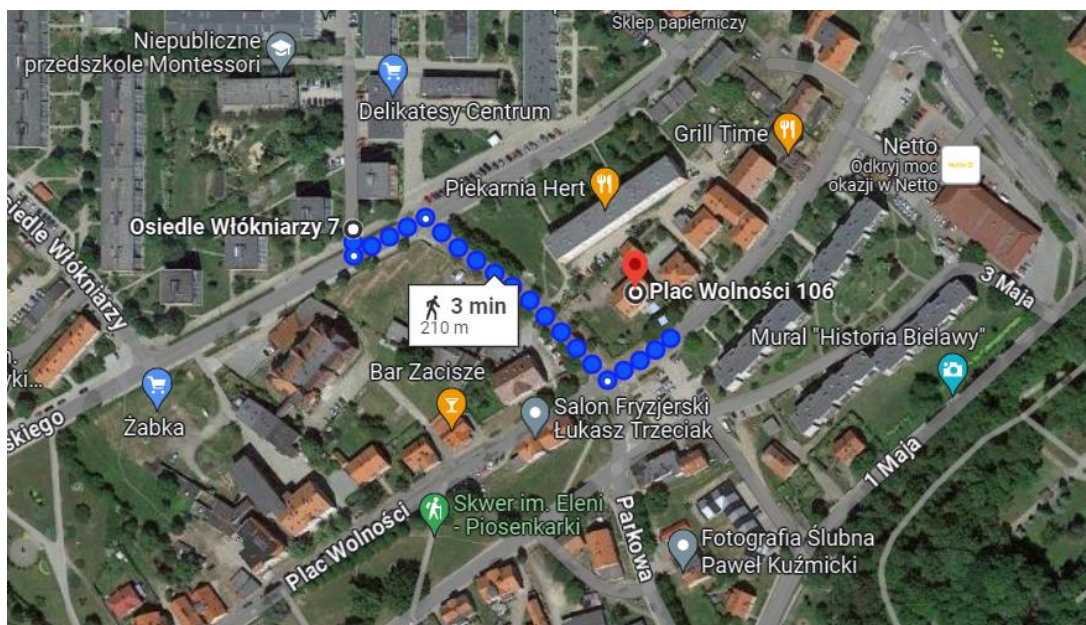 Sklep papierniczy
Niepubliczne
przedszkole Montessori
Delikatesy Centrum
Grill Time
Netto
Odkryj moc
okazji w Netto
Netto
Piekarnia Hert
Osiedle Włókniarzy 7
Osiedle Włókniarzy
Plac Wolności 106
3 min
210 m
3 Maja
Mural "Historia Bielawy"
Bar Zacisze
Salon Fryzjerski
Łukasz Trzeciak
Żabka
skiego
1 Maja
Skwer im. Eleni
- Piosenkarki
Plac Wolności
Parkowa
Fotografia Ślubna
Paweł Kuźmicki